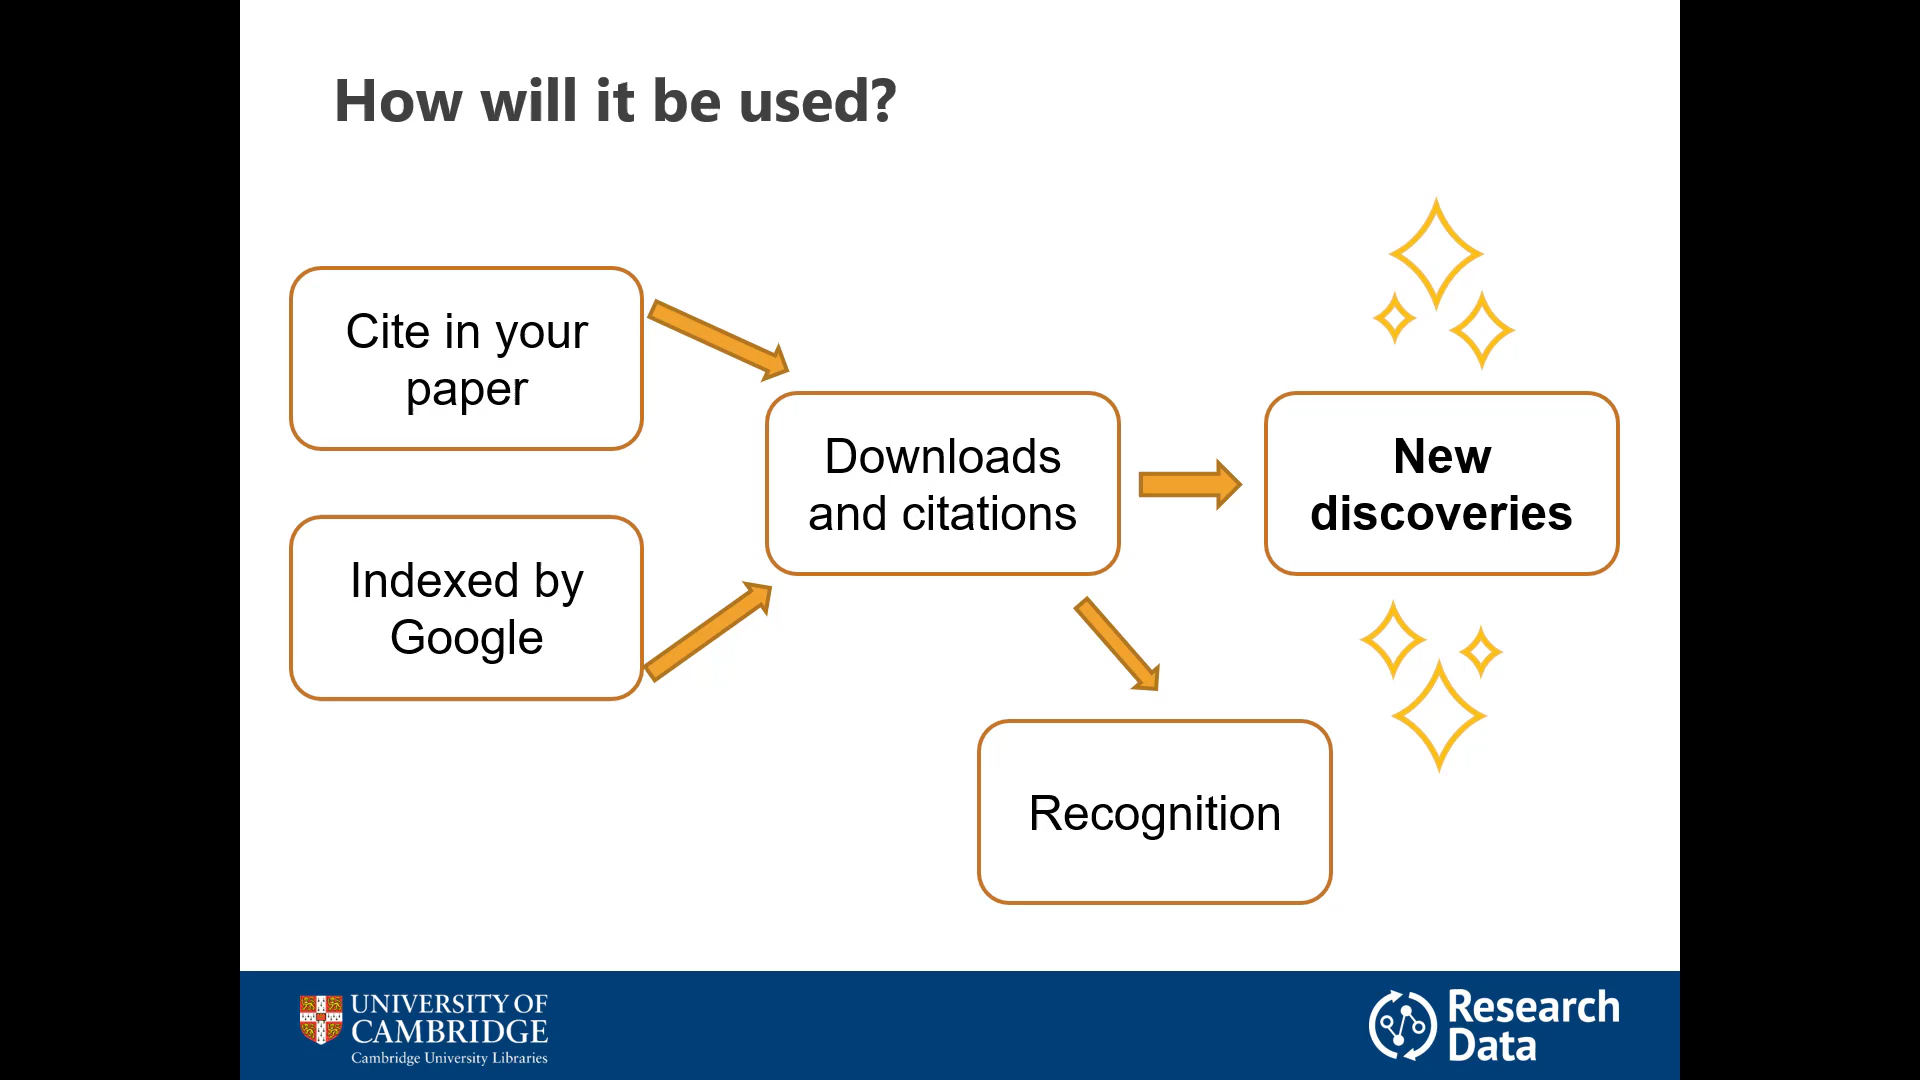 How will it be used?
Cite in your
paper
Indexed by
Google
Downloads
and citations
New
discoveries
Recognition
UNIVERSITY OF
CAMBRIDGE
Cambridge University Libraries
Research
Data